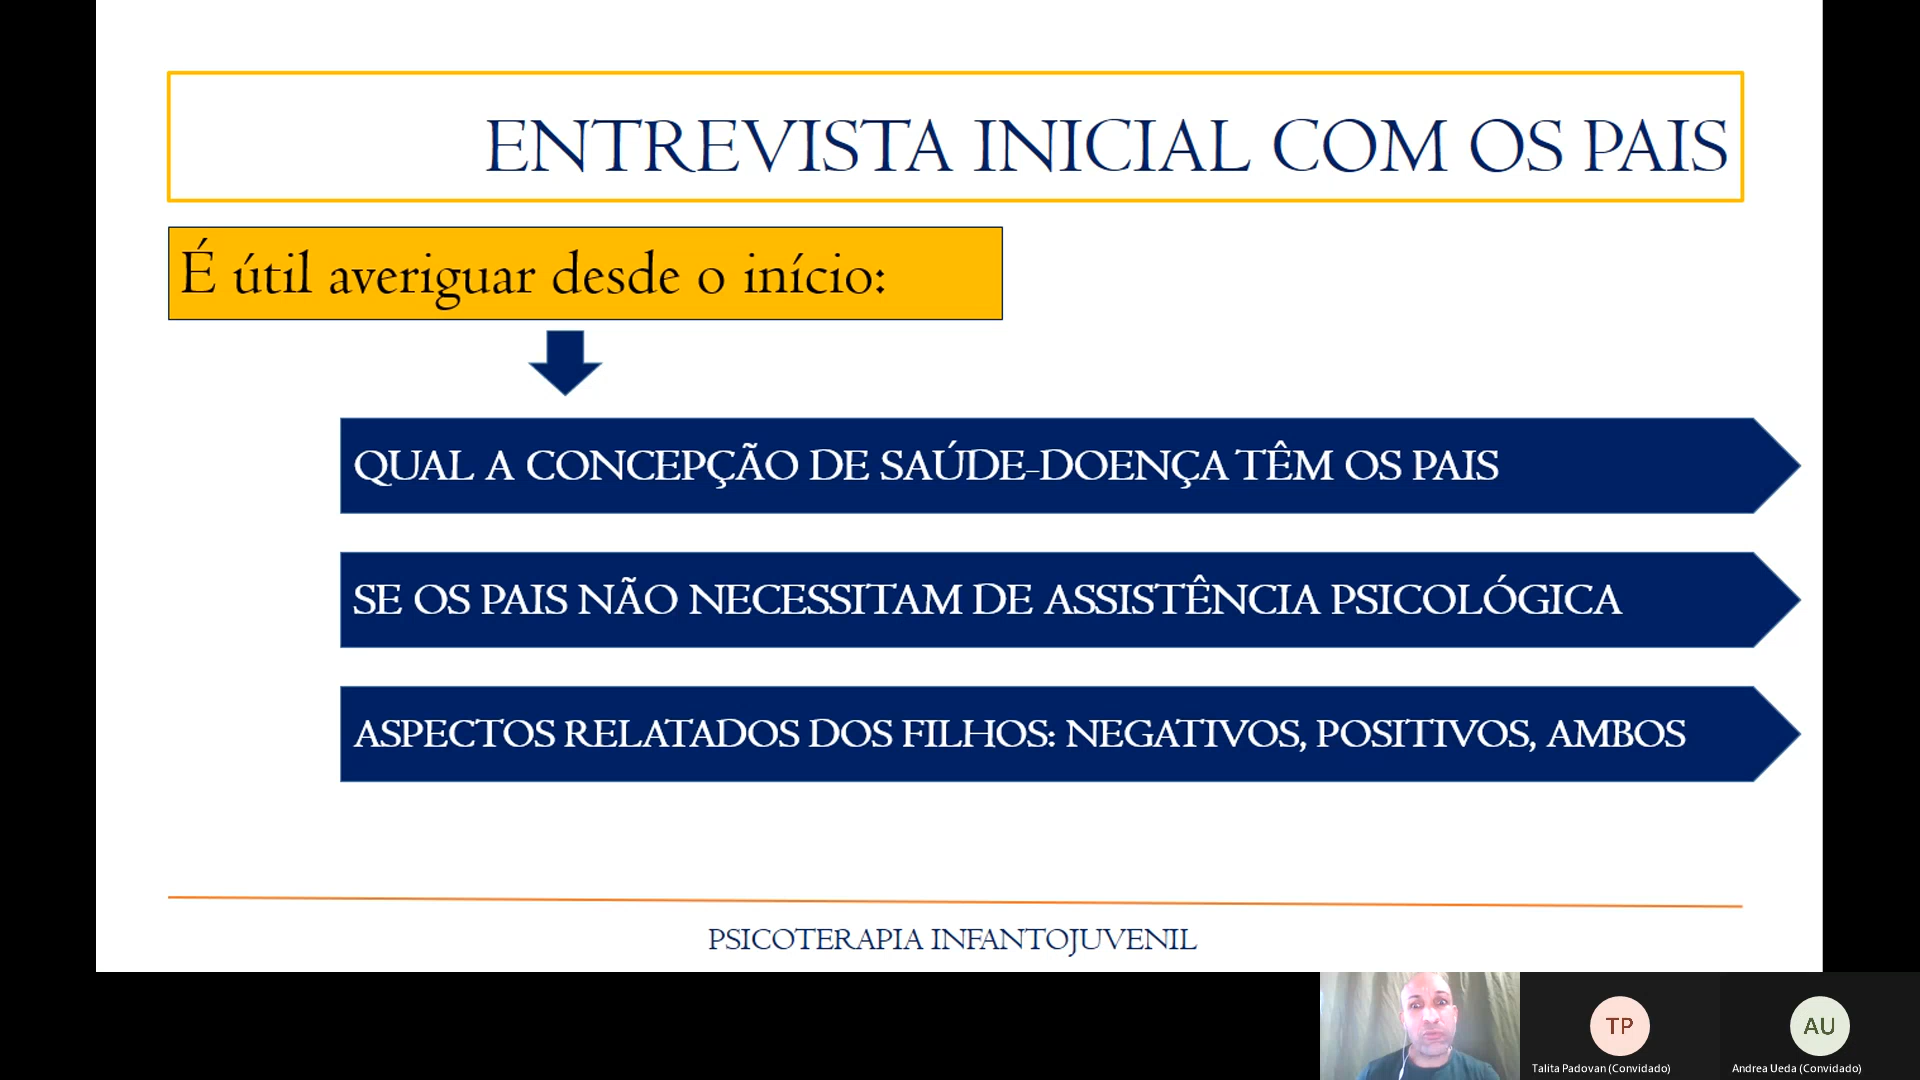 ENTREVISTA INICIAL COM OS PAIS
É útil averiguar desde o início:
QUAL A CONCEPÇÃO DE SAÚDE-DOENÇA TÊM OS PAIS
SE OS PAIS NÃO NECESSITAM DE ASSISTÊNCIA PSICOLÓGICA
ASPECTOS RELATADOS DOS FILHOS: NEGATIVOS, POSITIVOS, AMBOS
PSICOTERAPIA INFANTOJUVENIL
TP
AU
Talita Padovan (Convidado)
Andrea Ueda (Convidado)